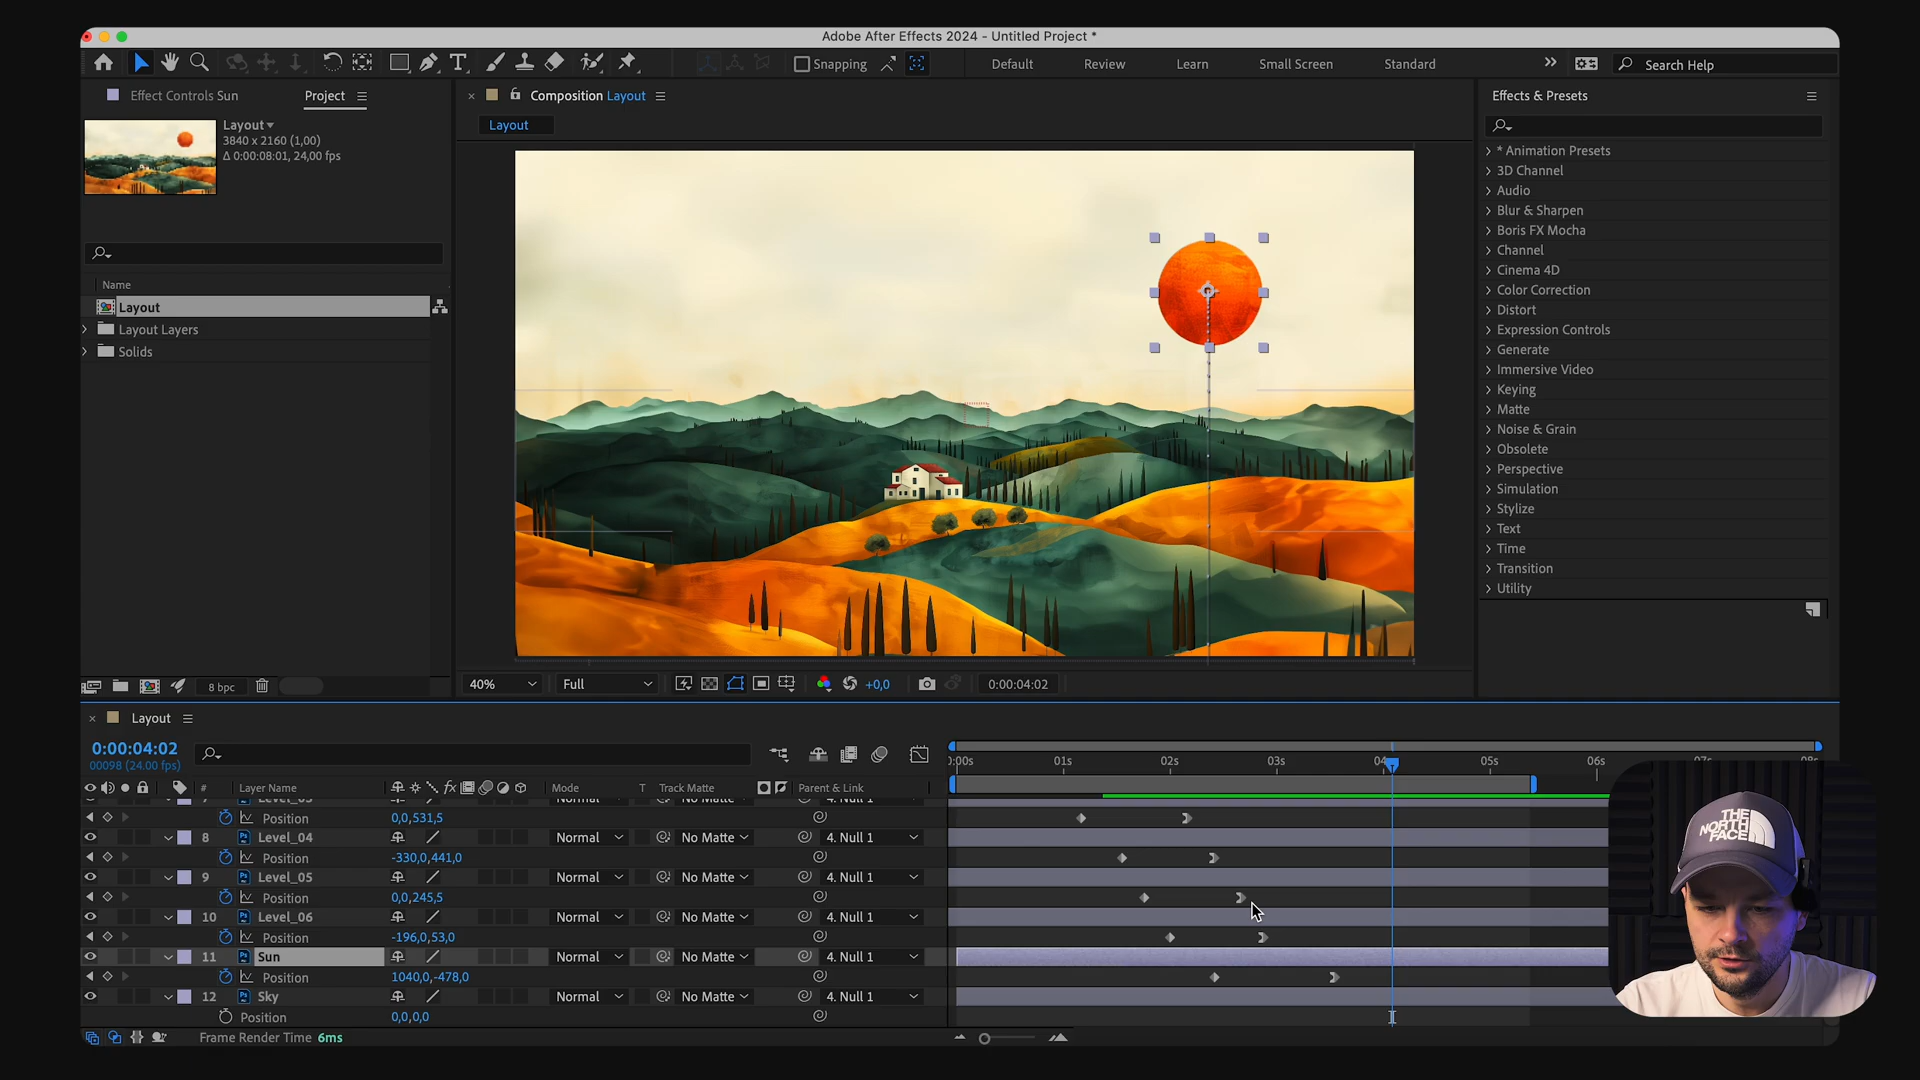 Adobe After Effects 2024 - Untitled Project *
Snapping
Default
Review
Learn
Small Screen
Standard
Search Help
Effect Controls Sun
Project
Composition Layout
Effects & Presets
Layout
Layout
3840 x 2160 (1,00)
Δ 0:00:08:01, 24,00 fps
Name
Layout
Layout Layers
Solids
* Animation Presets
3D Channel
Audio
Blur & Sharpen
Boris FX Mocha
Channel
Cinema 4D
Color Correction
Distort
Expression Controls
Generate
Immersive Video
Keying
Matte
Noise & Grain
Obsolete
Perspective
Simulation
Stylize
Text
Time
Transition
Utility
8 bpc
40%
Full
+0,0
0:00:04:02
Layout
0:00:04:02
00098 (24.00 fps)
:00s 01s 02s 03s 04 05s 06s
# Layer Name Mode T Track Matte Parent & Link
Position 0,0,531,5
8 Level_04 Normal No Matte 4. Null 1
Position -330,0,441,0
9 Level_05 Normal No Matte 4. Null 1
Position 0,0,245,5
10 Level_06 Normal No Matte 4. Null 1
Position -196,0,53,0
11 Sun Normal No Matte 4. Null 1
Position 1040,0,-478,0
12 Sky Normal No Matte 4. Null 1
Position 0,0,0,0
Frame Render Time 6ms
THE
NORTH
FACE